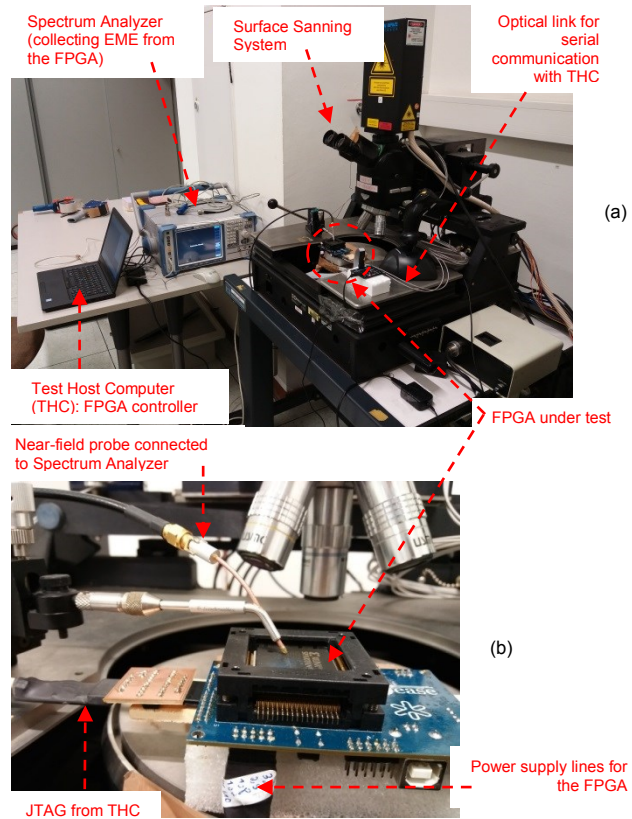 Spectrum Analyzer
(collecting EME from
the FPGA)
Surface Sanning
System
Optical link for
serial
communication
with THC
(a)
Test Host Computer
(THC): FPGA controller
FPGA under test
Near-field probe connected
to Spectrum Analyzer
(b)
Power supply lines for
the FPGA
JTAG from THC